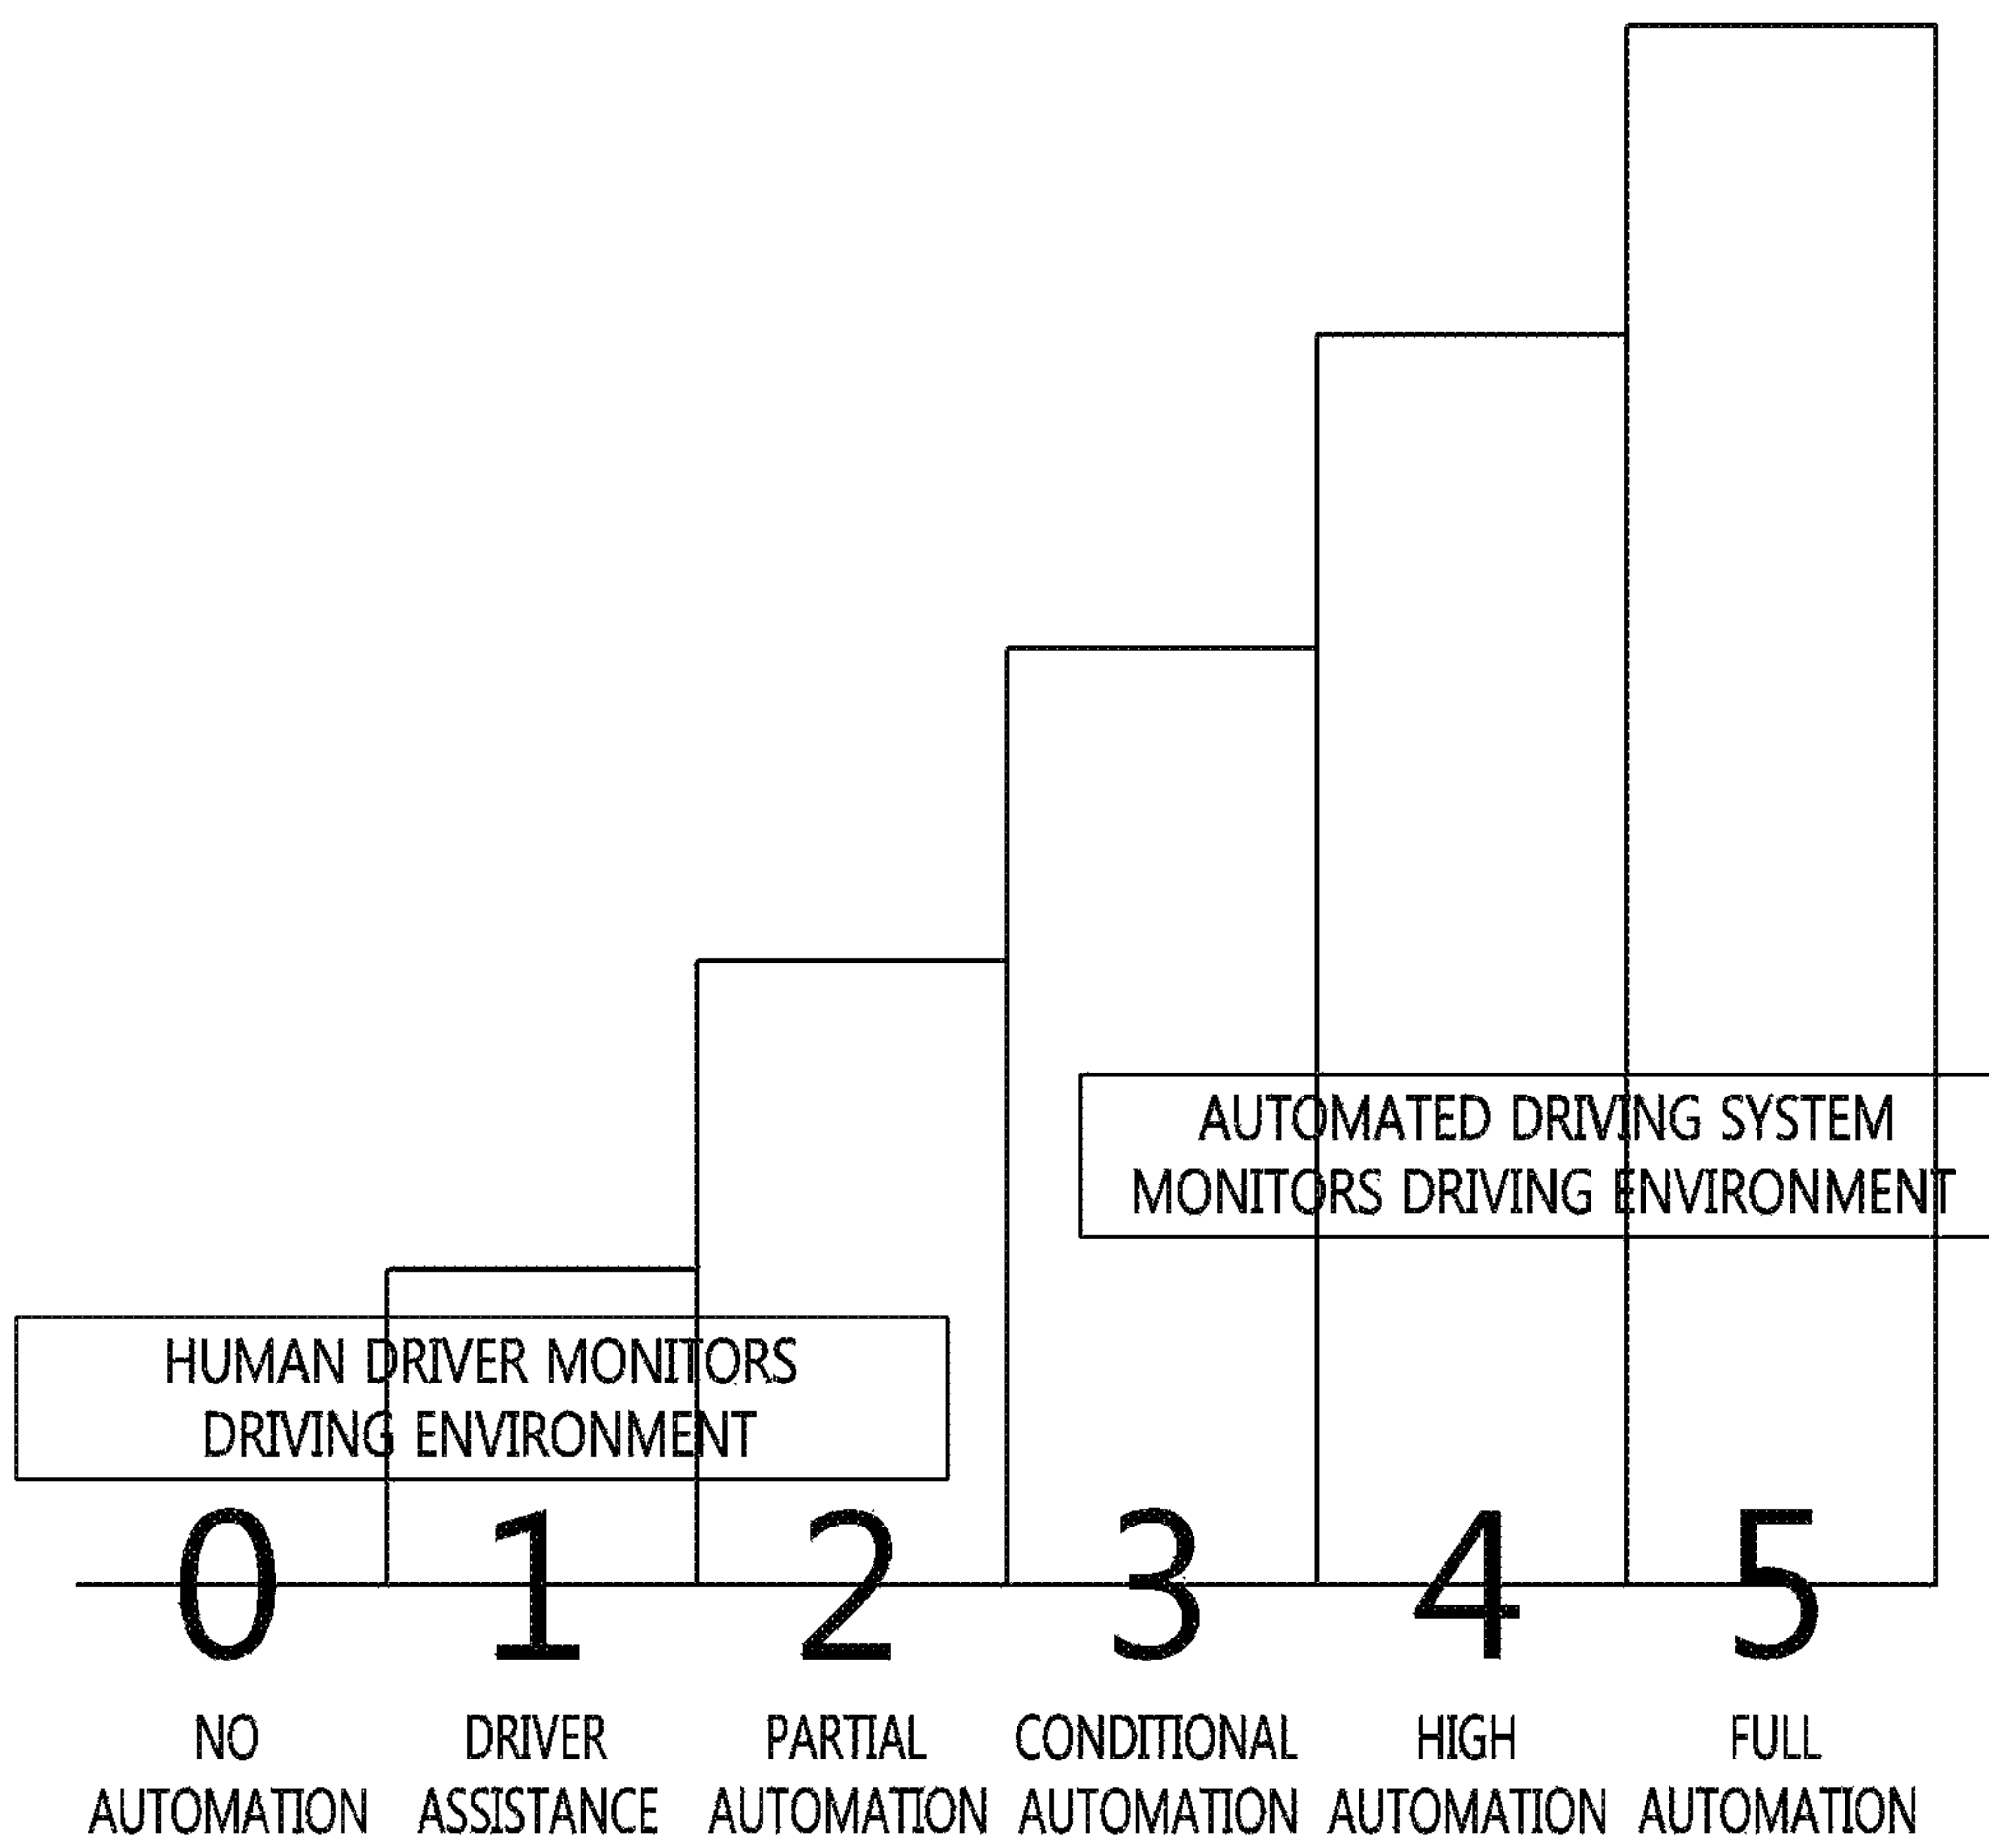 AUTOMATED DRIVING SYSTEM
MONITORS DRIVING ENVIRONMENT
HUMAN DRIVER MONITORS
DRIVING ENVIRONMENT
0 1 2 3 4 5
NO DRIVER PARTIAL CONDITIONAL HIGH FULL
AUTOMATION ASSISTANCE AUTOMATION AUTOMATION AUTOMATION AUTOMATION